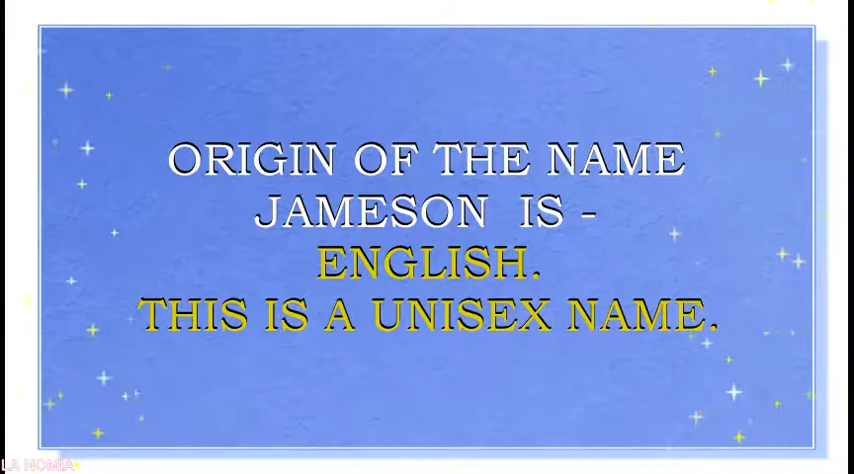 ORIGIN OF THE NAME
JAMESON IS -
ENGLISH.
THIS IS A UNISEX NAME.
LA NOMIA